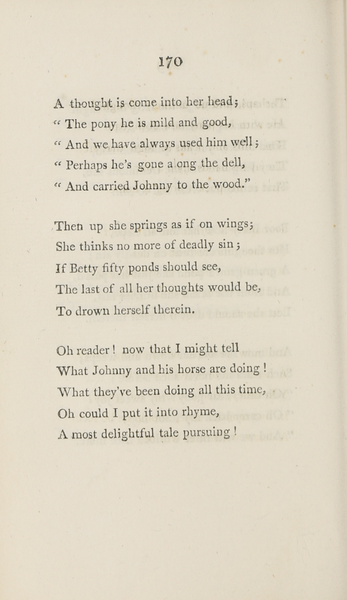 170
A thought is come into her head;
“ The pony he is mild and good,
“ And we have always used him well;
“ Perhaps he's gone a ong the dell,
“ And carried Johnny to the wood.”
Then up she springs as if on wings;
She thinks no more of deadly sin;
If Betty fifty ponds should see,
The last of all her thoughts would be,
To drown herself therein.
Oh reader! now that I might tell
What Johnny and his horse are doing!
What they've been doing all this time,
Oh could I put it into rhyme,
A most delightful tale pursuing!